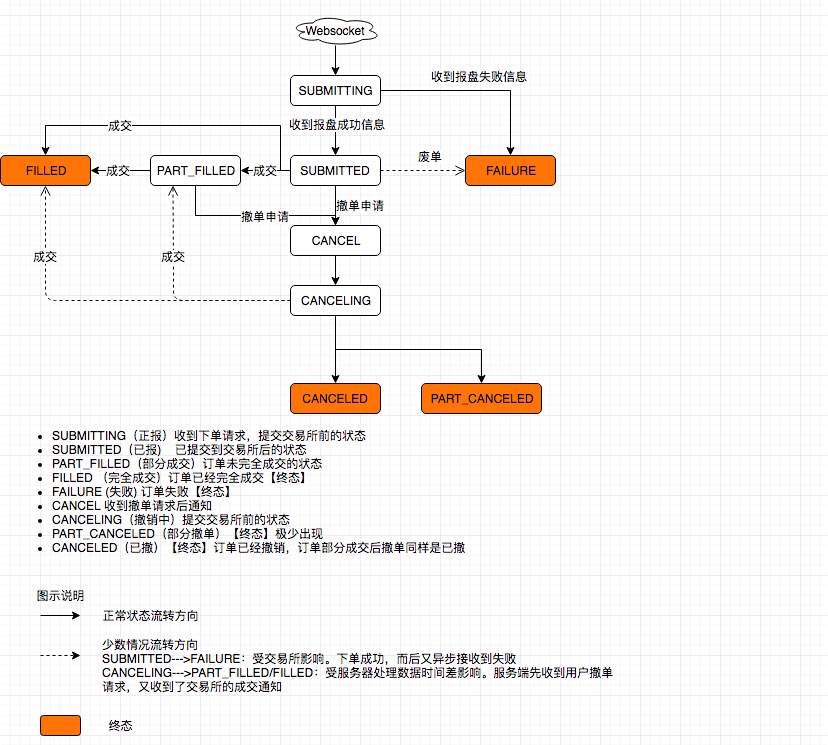 Websocket
SUBMITTING
收到报盘失败信息
成交
收到报盘成功信息
FILLED
成交
PART_FILLED
成交
SUBMITTED
废单
FAILURE
撤单申请
撤单申请
CANCEL
成交
成交
CANCELING
CANCELED
PART_CANCELED
• SUBMITTING（正报）收到下单请求，提交交易所前的状态
• SUBMITTED（已报） 已提交到交易所后的状态
• PART_FILLED（部分成交）订单未完全成交的状态
• FILLED （完全成交）订单已经完全成交【终态】
• FAILURE (失败) 订单失败【终态】
• CANCEL 收到撤单请求后通知
• CANCELING（撤销中）提交交易所前的状态
• PART_CANCELED（部分撤单）【终态】极少出现
• CANCELED（已撤）【终态】订单已经撤销，订单部分成交后撤单同样是已撤
图示说明
正常状态流转方向
少数情况流转方向
SUBMITTED--->FAILURE：受交易所影响。下单成功，而后又异步接收到失败
CANCELING--->PART_FILLED/FILLED：受服务器处理数据时间差影响。服务端先收到用户撤单
请求，又收到了交易所的成交通知
终态